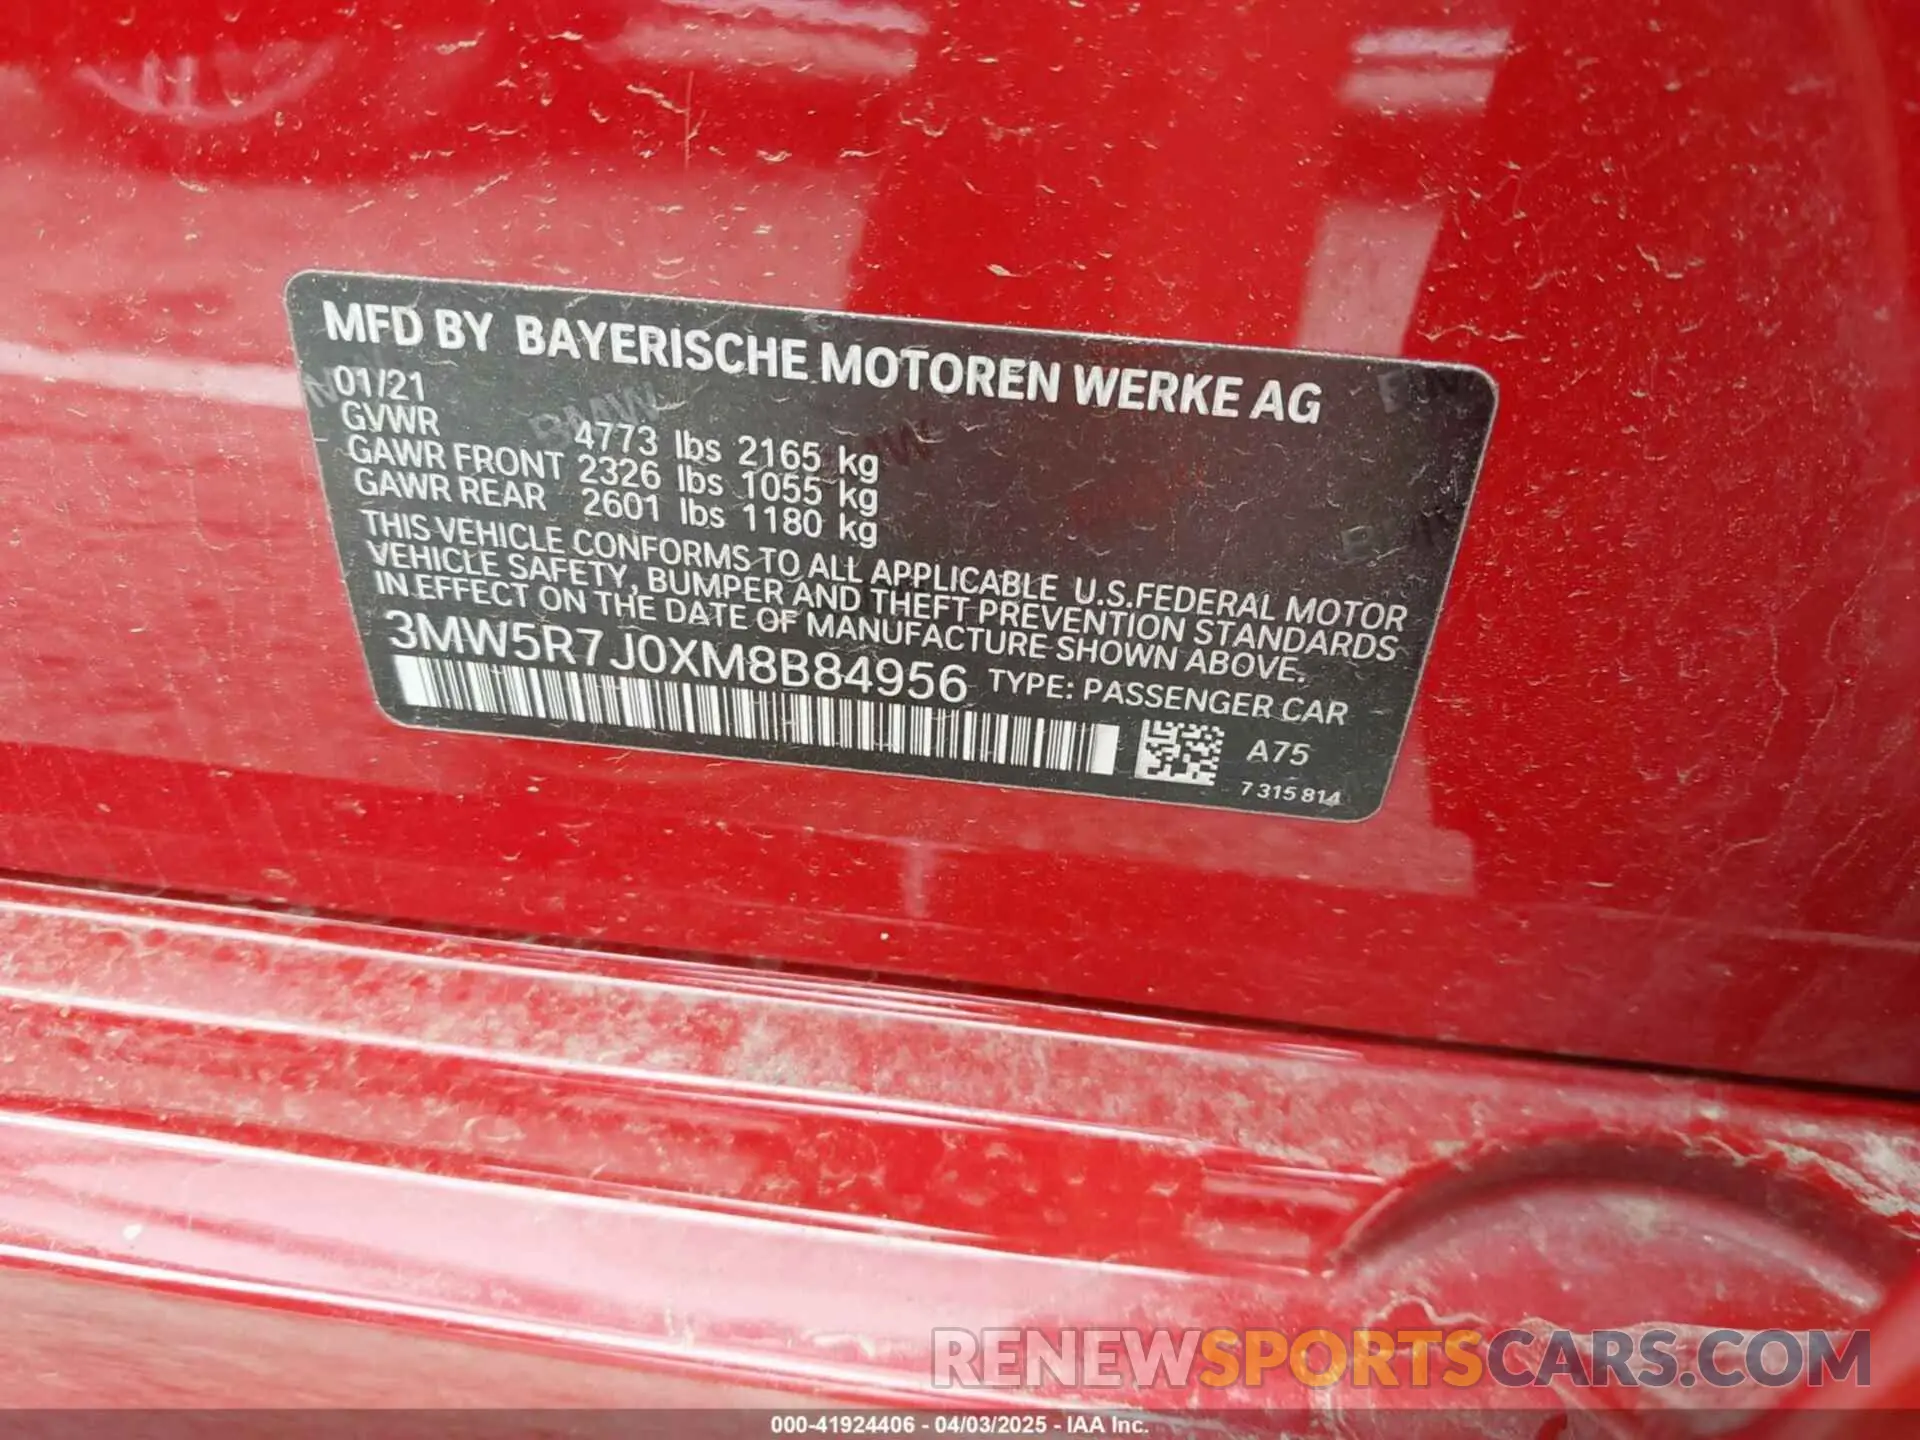 MFD BY BAYERISCHE MOTOREN WERKE AG
01/21
GVWR 4773 lbs 2165 kg
GAWR FRONT 2326 lbs 1055 kg
GAWR REAR 2601 lbs 1180 kg
THIS VEHICLE CONFORMS TO ALL APPLICABLE U.S.FEDERAL MOTOR
VEHICLE SAFETY, BUMPER AND THEFT PREVENTION STANDARDS
IN EFFECT ON THE DATE OF MANUFACTURE SHOWN ABOVE.
3MW5R7J0XM8B84956 TYPE: PASSENGER CAR
A75
7 315 814
RENEWSPORTSCARS.COM
000-41924406 - 04/03/2025 - IAA Inc.